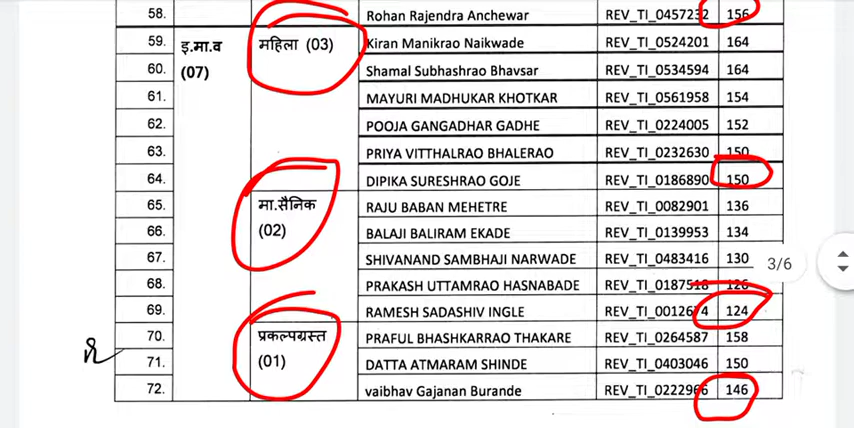 58. Rohan Rajendra Anchewar REV_TI_0457232 156
59. इ.मा.व (07) महिला (03) Kiran Manikrao Naikwade REV_TI_0524201 164
60. Shamal Subhashrao Bhavsar REV_TI_0534594 164
61. MAYURI MADHUKAR KHOTKAR REV_TI_0561958 154
62. POOJA GANGADHAR GADHE REV_TI_0224005 152
63. PRIYA VITTHALRAO BHALERAO REV_TI_0232630 150
64. DIPIKA SURESHRAO GOJE REV_TI_0186890 150
65. मा.सैनिक (02) RAJU BABAN MEHETRE REV_TI_0082901 136
66. BALAJI BALIRAM EKADE REV_TI_0139953 134
67. SHIVANAND SAMBHAJI NARWADE REV_TI_0483416 130
3/6
68. PRAKASH UTTAMRAO HASNABADE REV_TI_0187518 126
69. RAMESH SADASHIV INGLE REV_TI_0012674 124
70. प्रकल्पग्रस्त (01) PRAFUL BHASHKARRAO THAKARE REV_TI_0264587 158
71. DATTA ATMARAM SHINDE REV_TI_0403046 150
72. vaibhav Gajanan Burande REV_TI_0222966 146